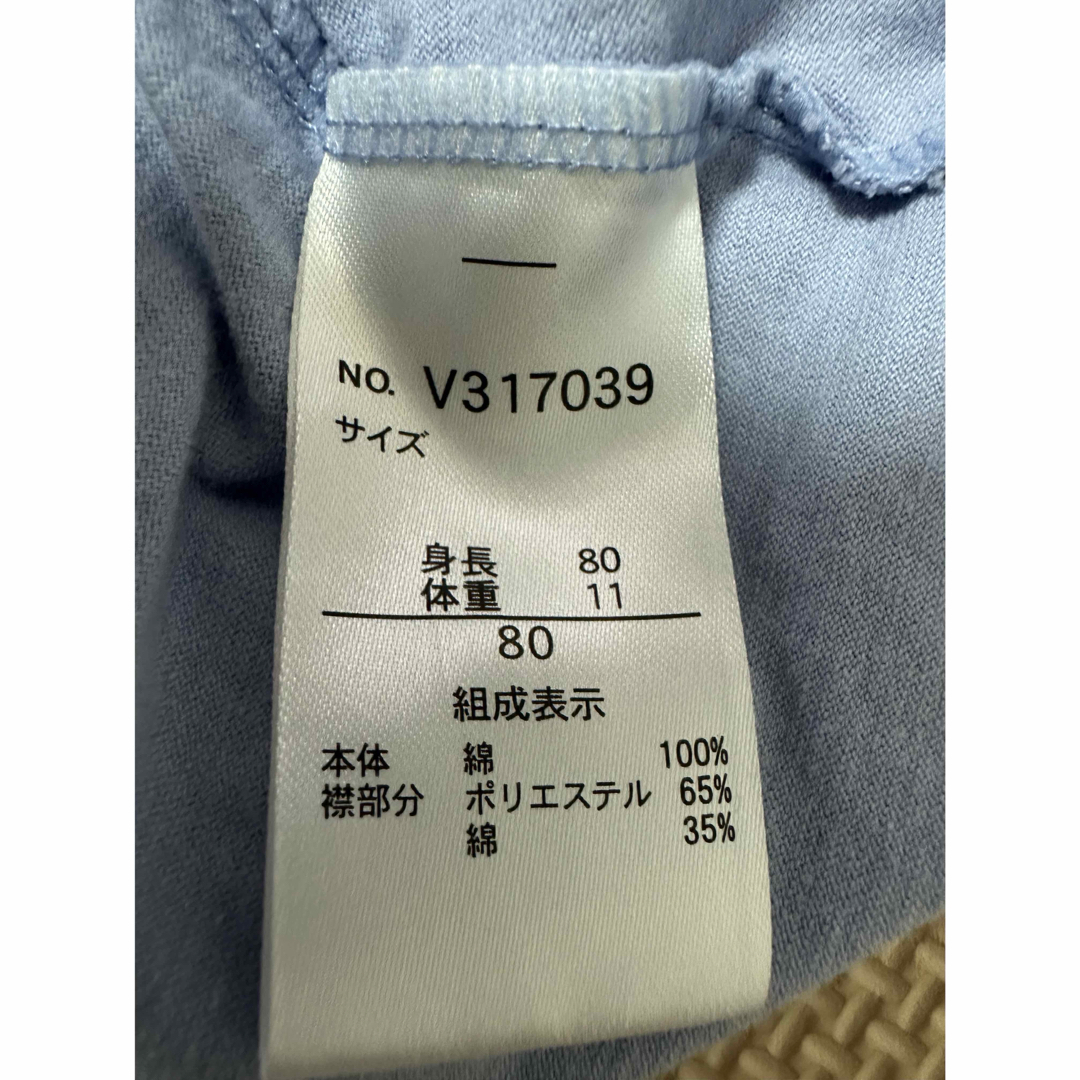 NO. V317039
サイズ
身長 80
体重 11
80
組成表示
本体 綿 100%
襟部分 ポリエステル 65%
綿 35%